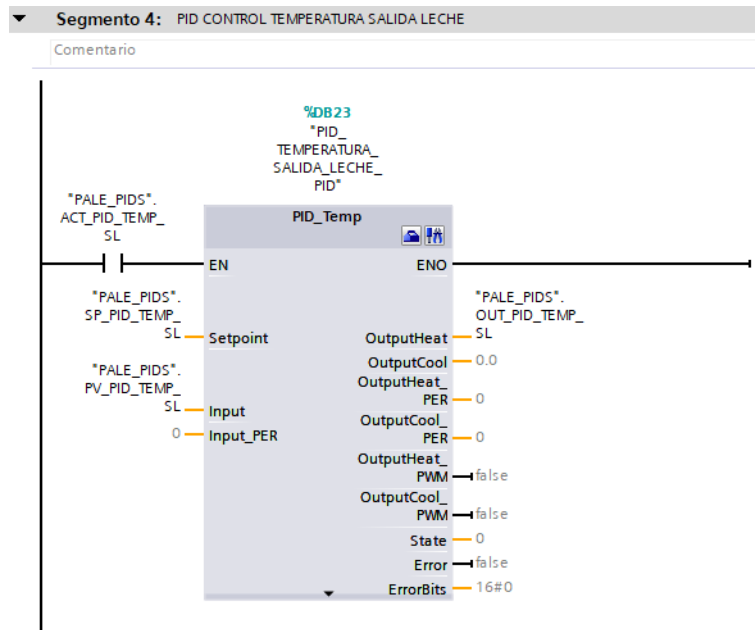 Segmento 4: PID CONTROL TEMPERATURA SALIDA LECHE
Comentario
%DB23
"PID_
TEMPERATURA_
SALIDA_LECHE_
PID"
"PALE_PIDS".
ACT_PID_TEMP_
SL
PID_Temp
EN
ENO
"PALE_PIDS".
SP_PID_TEMP_
SL
Setpoint
"PALE_PIDS".
OUT_PID_TEMP_
SL
OutputHeat
OutputCool
0.0
"PALE_PIDS".
PV_PID_TEMP_
SL
Input
OutputHeat_
PER
0
0
Input_PER
OutputCool_
PER
0
OutputHeat_
PWM
false
OutputCool_
PWM
false
State
0
Error
false
ErrorBits
16#0